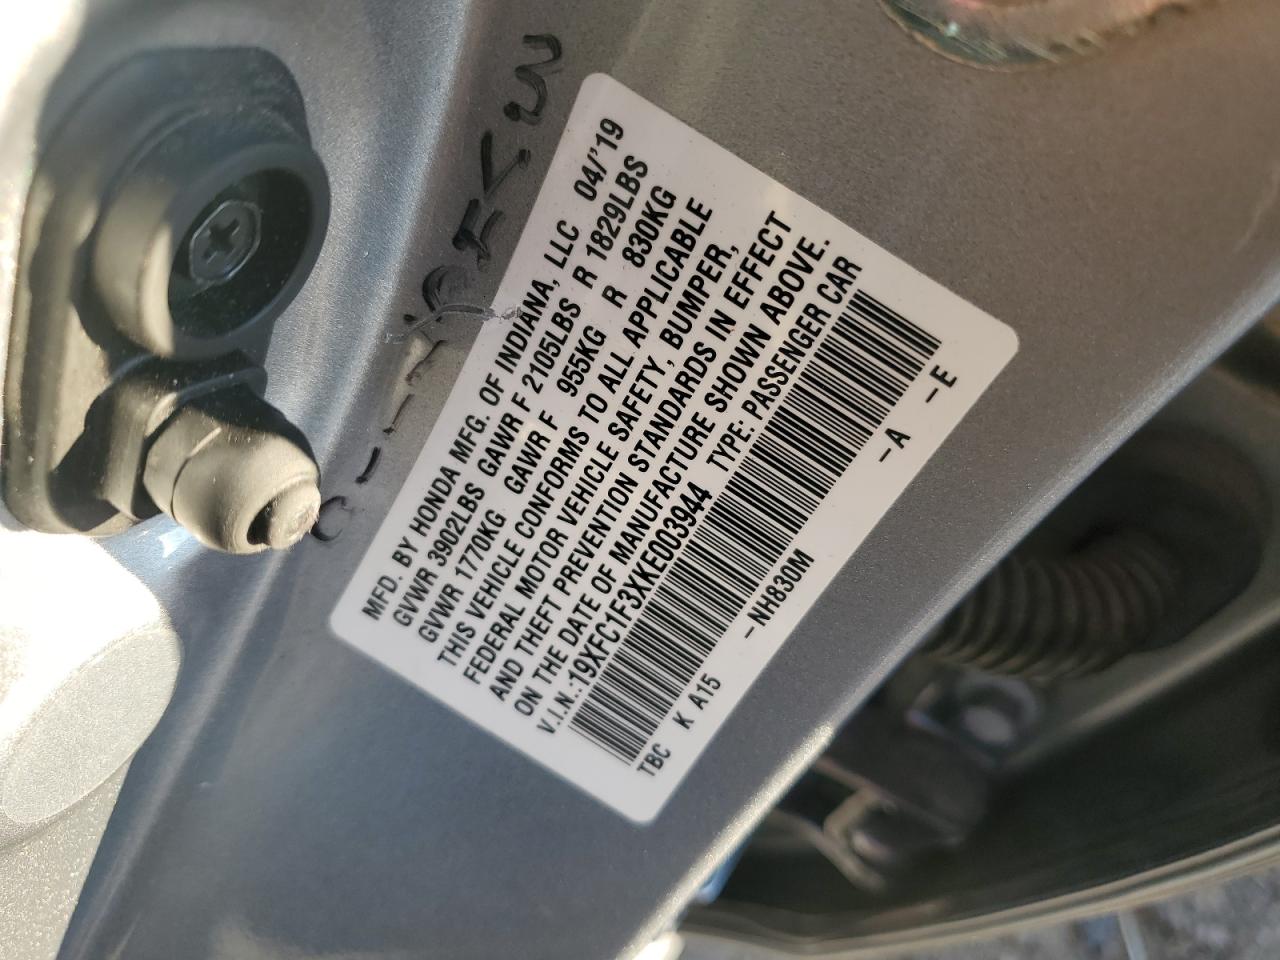 MFD. BY HONDA MFG. OF INDIANA, LLC 04/'19
GVWR 3902LBS GAWR F 2105LBS R 1829LBS
GVWR 1770KG GAWR F 955KG R 830KG
THIS VEHICLE CONFORMS TO ALL APPLICABLE
FEDERAL MOTOR VEHICLE SAFETY, BUMPER,
AND THEFT PREVENTION STANDARDS IN EFFECT
ON THE DATE OF MANUFACTURE SHOWN ABOVE.
V.I.N.:19XFC1F3XKE003944 TYPE: PASSENGER CAR
TBC K A15 -NH830M -A -E